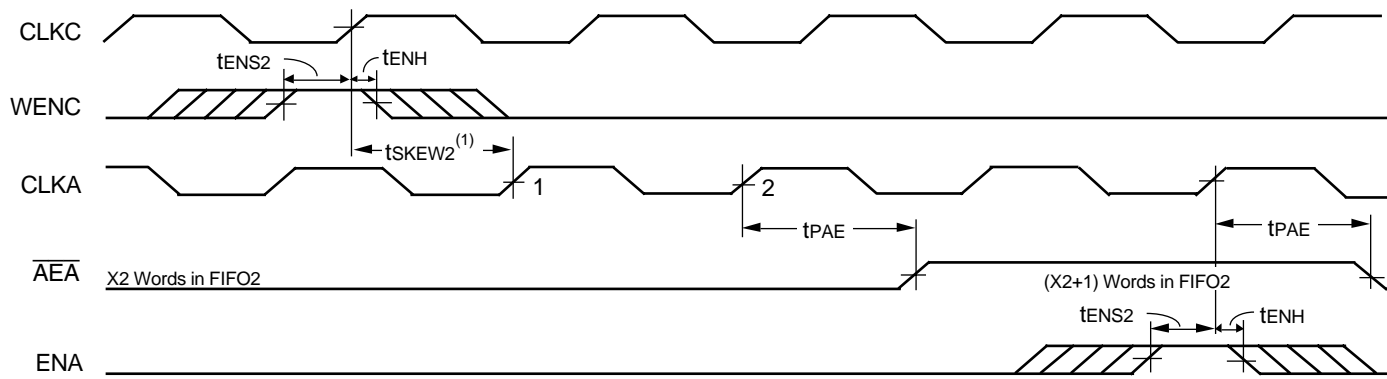 CLKC
tENS2
tENH
WENC
tSKEW2(1)
CLKA
1
2
tPAE
tPAE
AEA
X2 Words in FIFO2
(X2+1) Words in FIFO2
tENS2
tENH
ENA